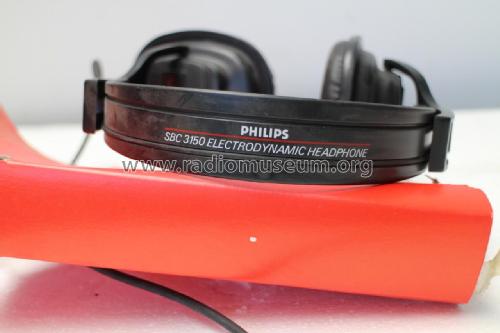 PHILIPS
SBC 3150 ELECTRODYNAMIC HEADPHONE
© www.radiomuseum.org